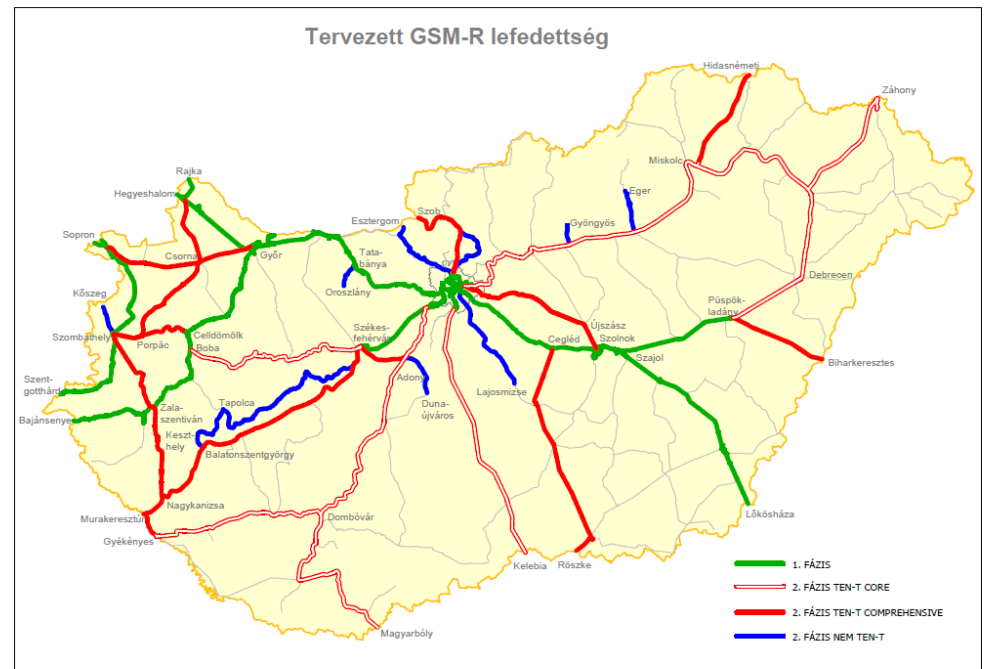 Tervezett GSM-R lefedettség
Hidasnémeti
Záhony
Miskolc
Rajka
Hegyeshalom
Eger
Szob
Esztergom
Gyöngyös
Sopron
Csorna
Győr
Tata-
bánya
Debrecen
Oroszlány
Kőszeg
Püspök-
ladány
Székes-
fehérvár
Újszász
Szolnok
Cegléd
Szombathely
Porpác
Celldömölk
Boba
Szajol
Biharkeresztes
Adony
Szent-
gotthárd
Lajosmizse
Duna-
újváros
Tapolca
Zala-
szentiván
Bajánsenye
Keszt-
hely
Balatonszentgyörgy
Nagykanizsa
Lőkösháza
Murakeresztúr
Dombóvár
Gyékényes
Kelebia
Röszke
Magyarbóly
1. FÁZIS
2. FÁZIS TEN-T CORE
2. FÁZIS TEN-T COMPREHENSIVE
2. FÁZIS NEM TEN-T